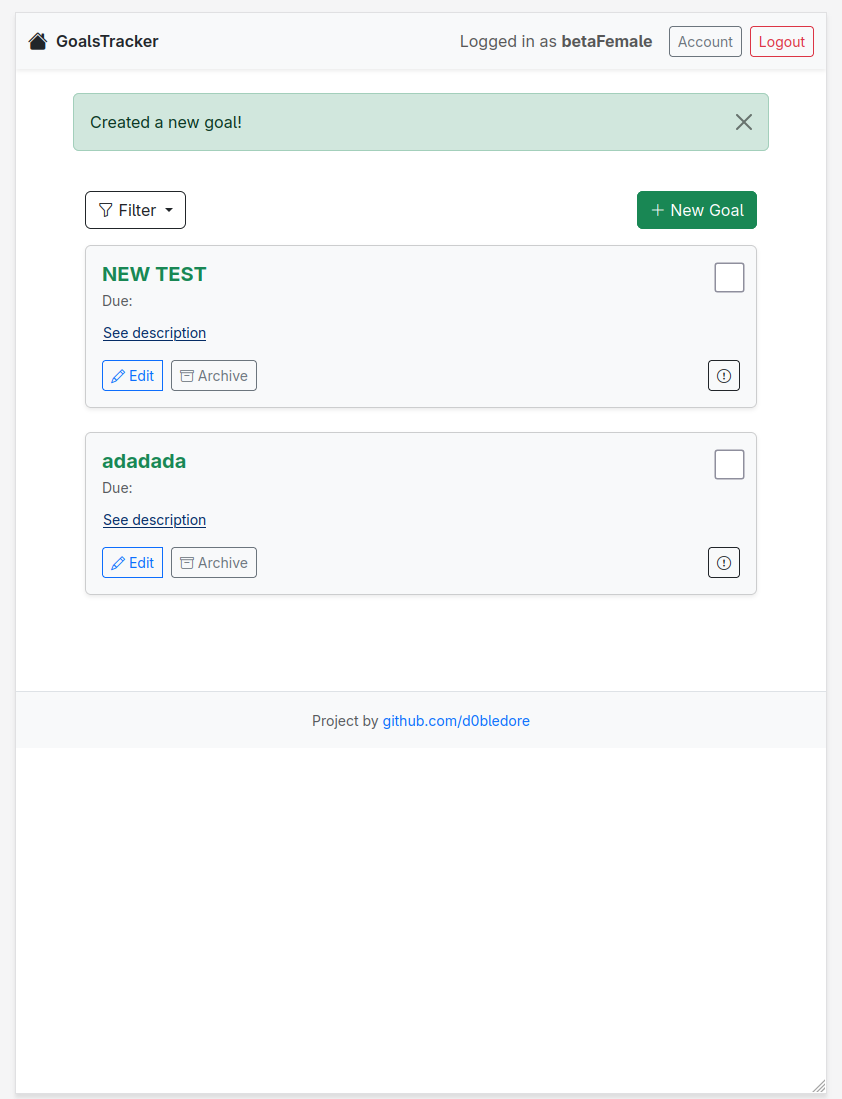 GoalsTracker
Logged in as betaFemale
Account
Logout
Created a new goal!
Filter
New Goal
NEW TEST
Due:
See description
Edit
Archive
adadada
Due:
See description
Edit
Archive
Project by github.com/d0bledore